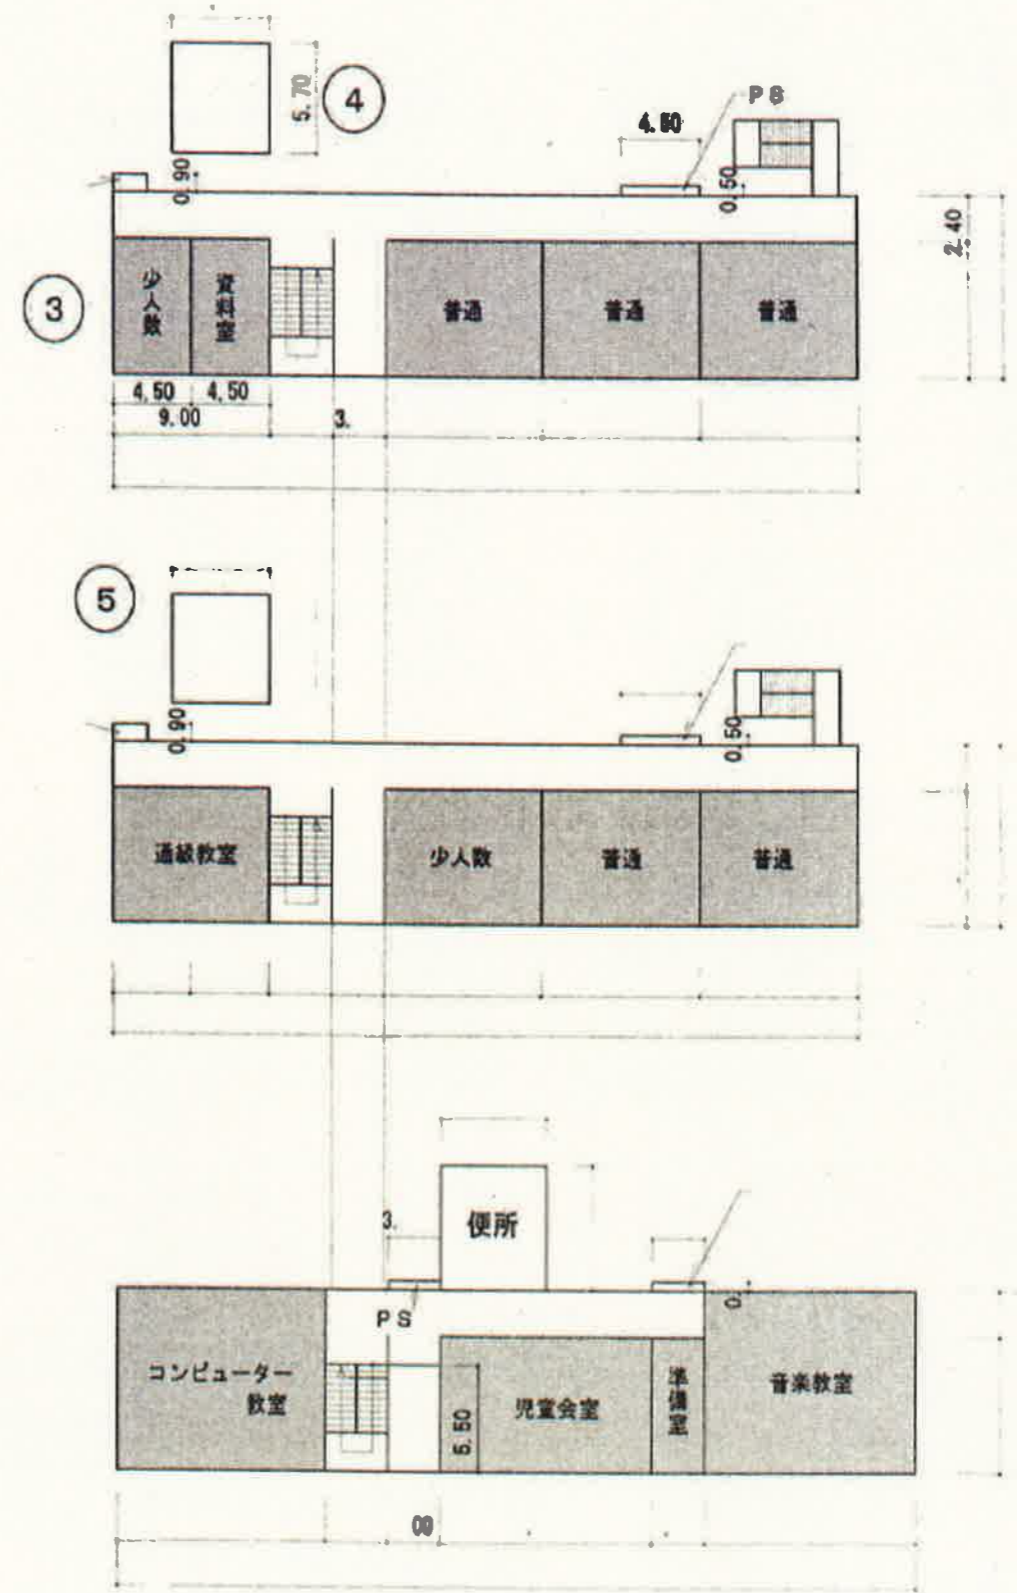 5.70
④
PS
4.50
0.90
0.50
2.40
③
少人数
資料室
普通
普通
普通
4.50
4.50
9.00
3.
⑤
0.90
0.50
通級教室
少人数
普通
普通
3.
便所
PS
0.
コンピューター
教室
5.50
児童会室
準備室
音楽教室